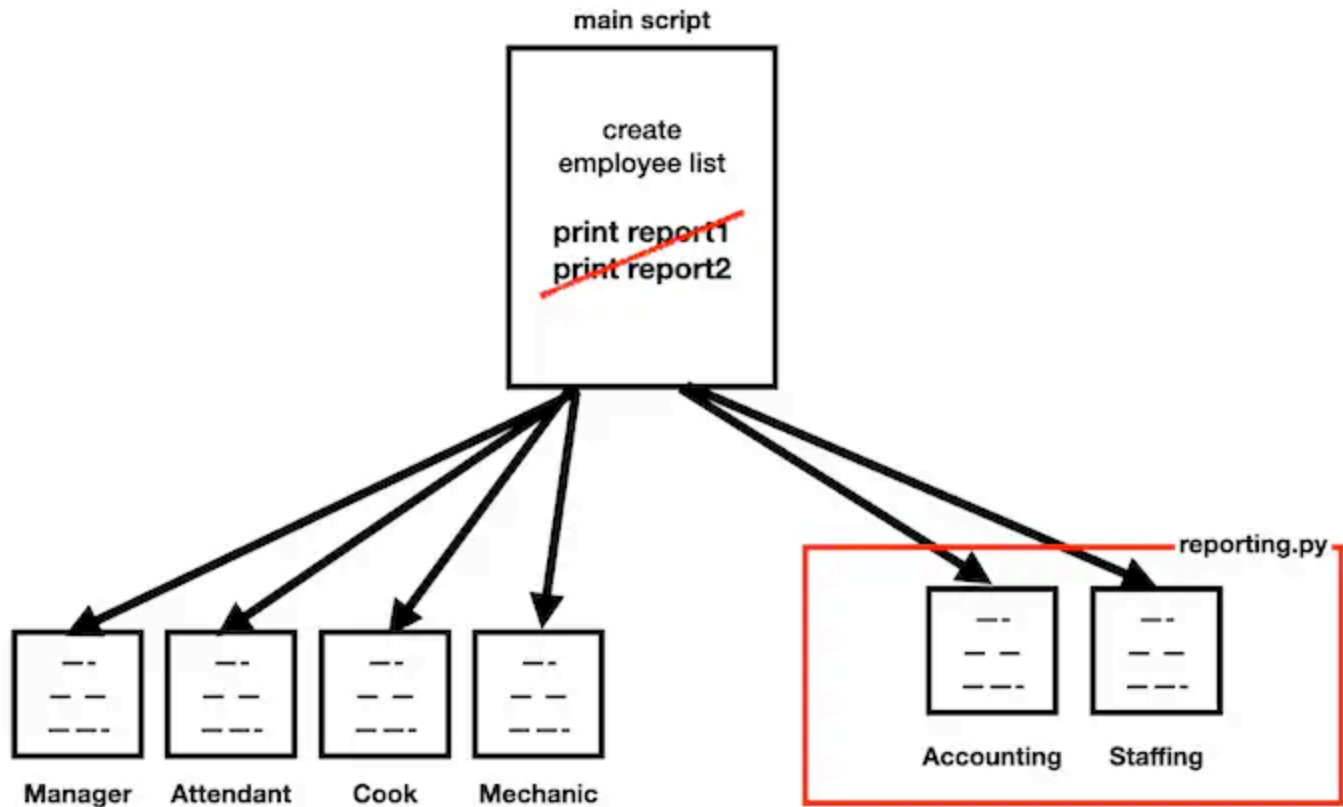 main script
create
employee list
print report1
print report2
reporting.py
Accounting Staffing
Manager Attendant Cook Mechanic